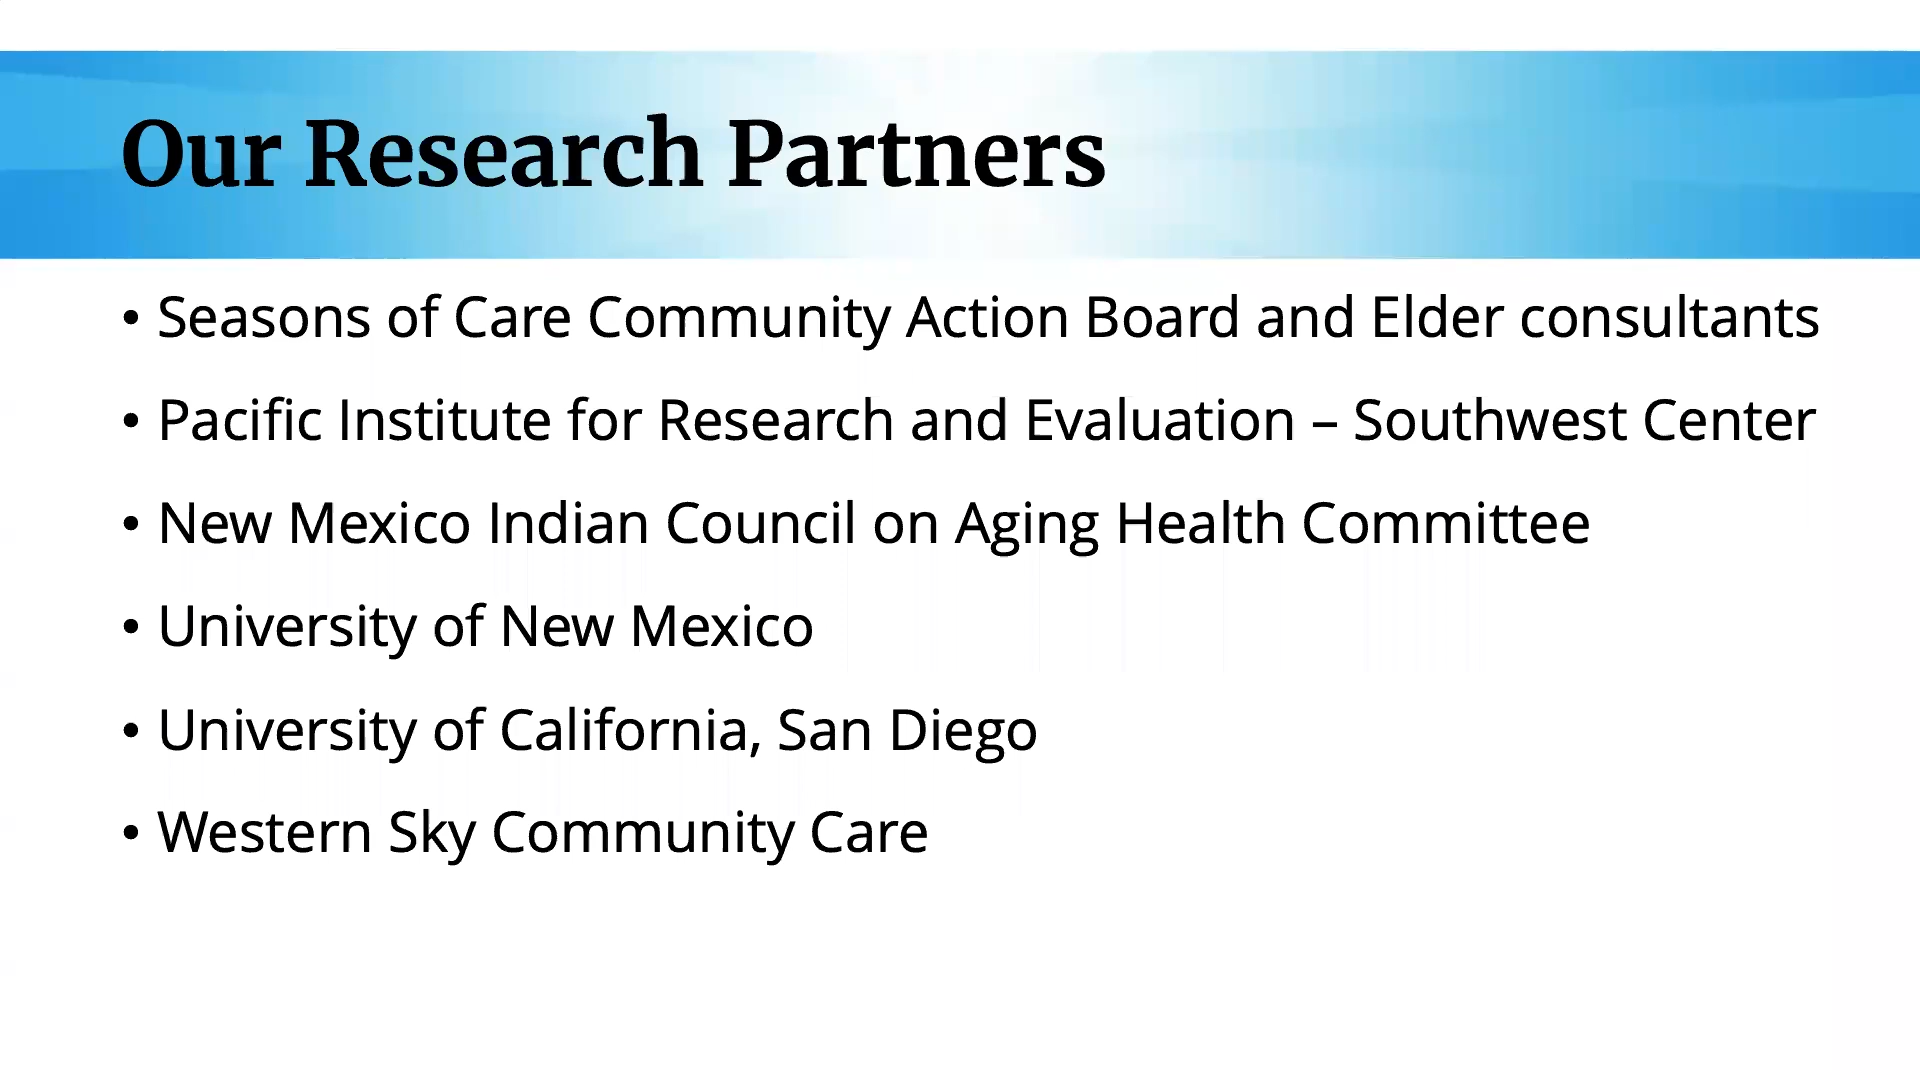 Our Research Partners
• Seasons of Care Community Action Board and Elder consultants
• Pacific Institute for Research and Evaluation – Southwest Center
• New Mexico Indian Council on Aging Health Committee
• University of New Mexico
• University of California, San Diego
• Western Sky Community Care